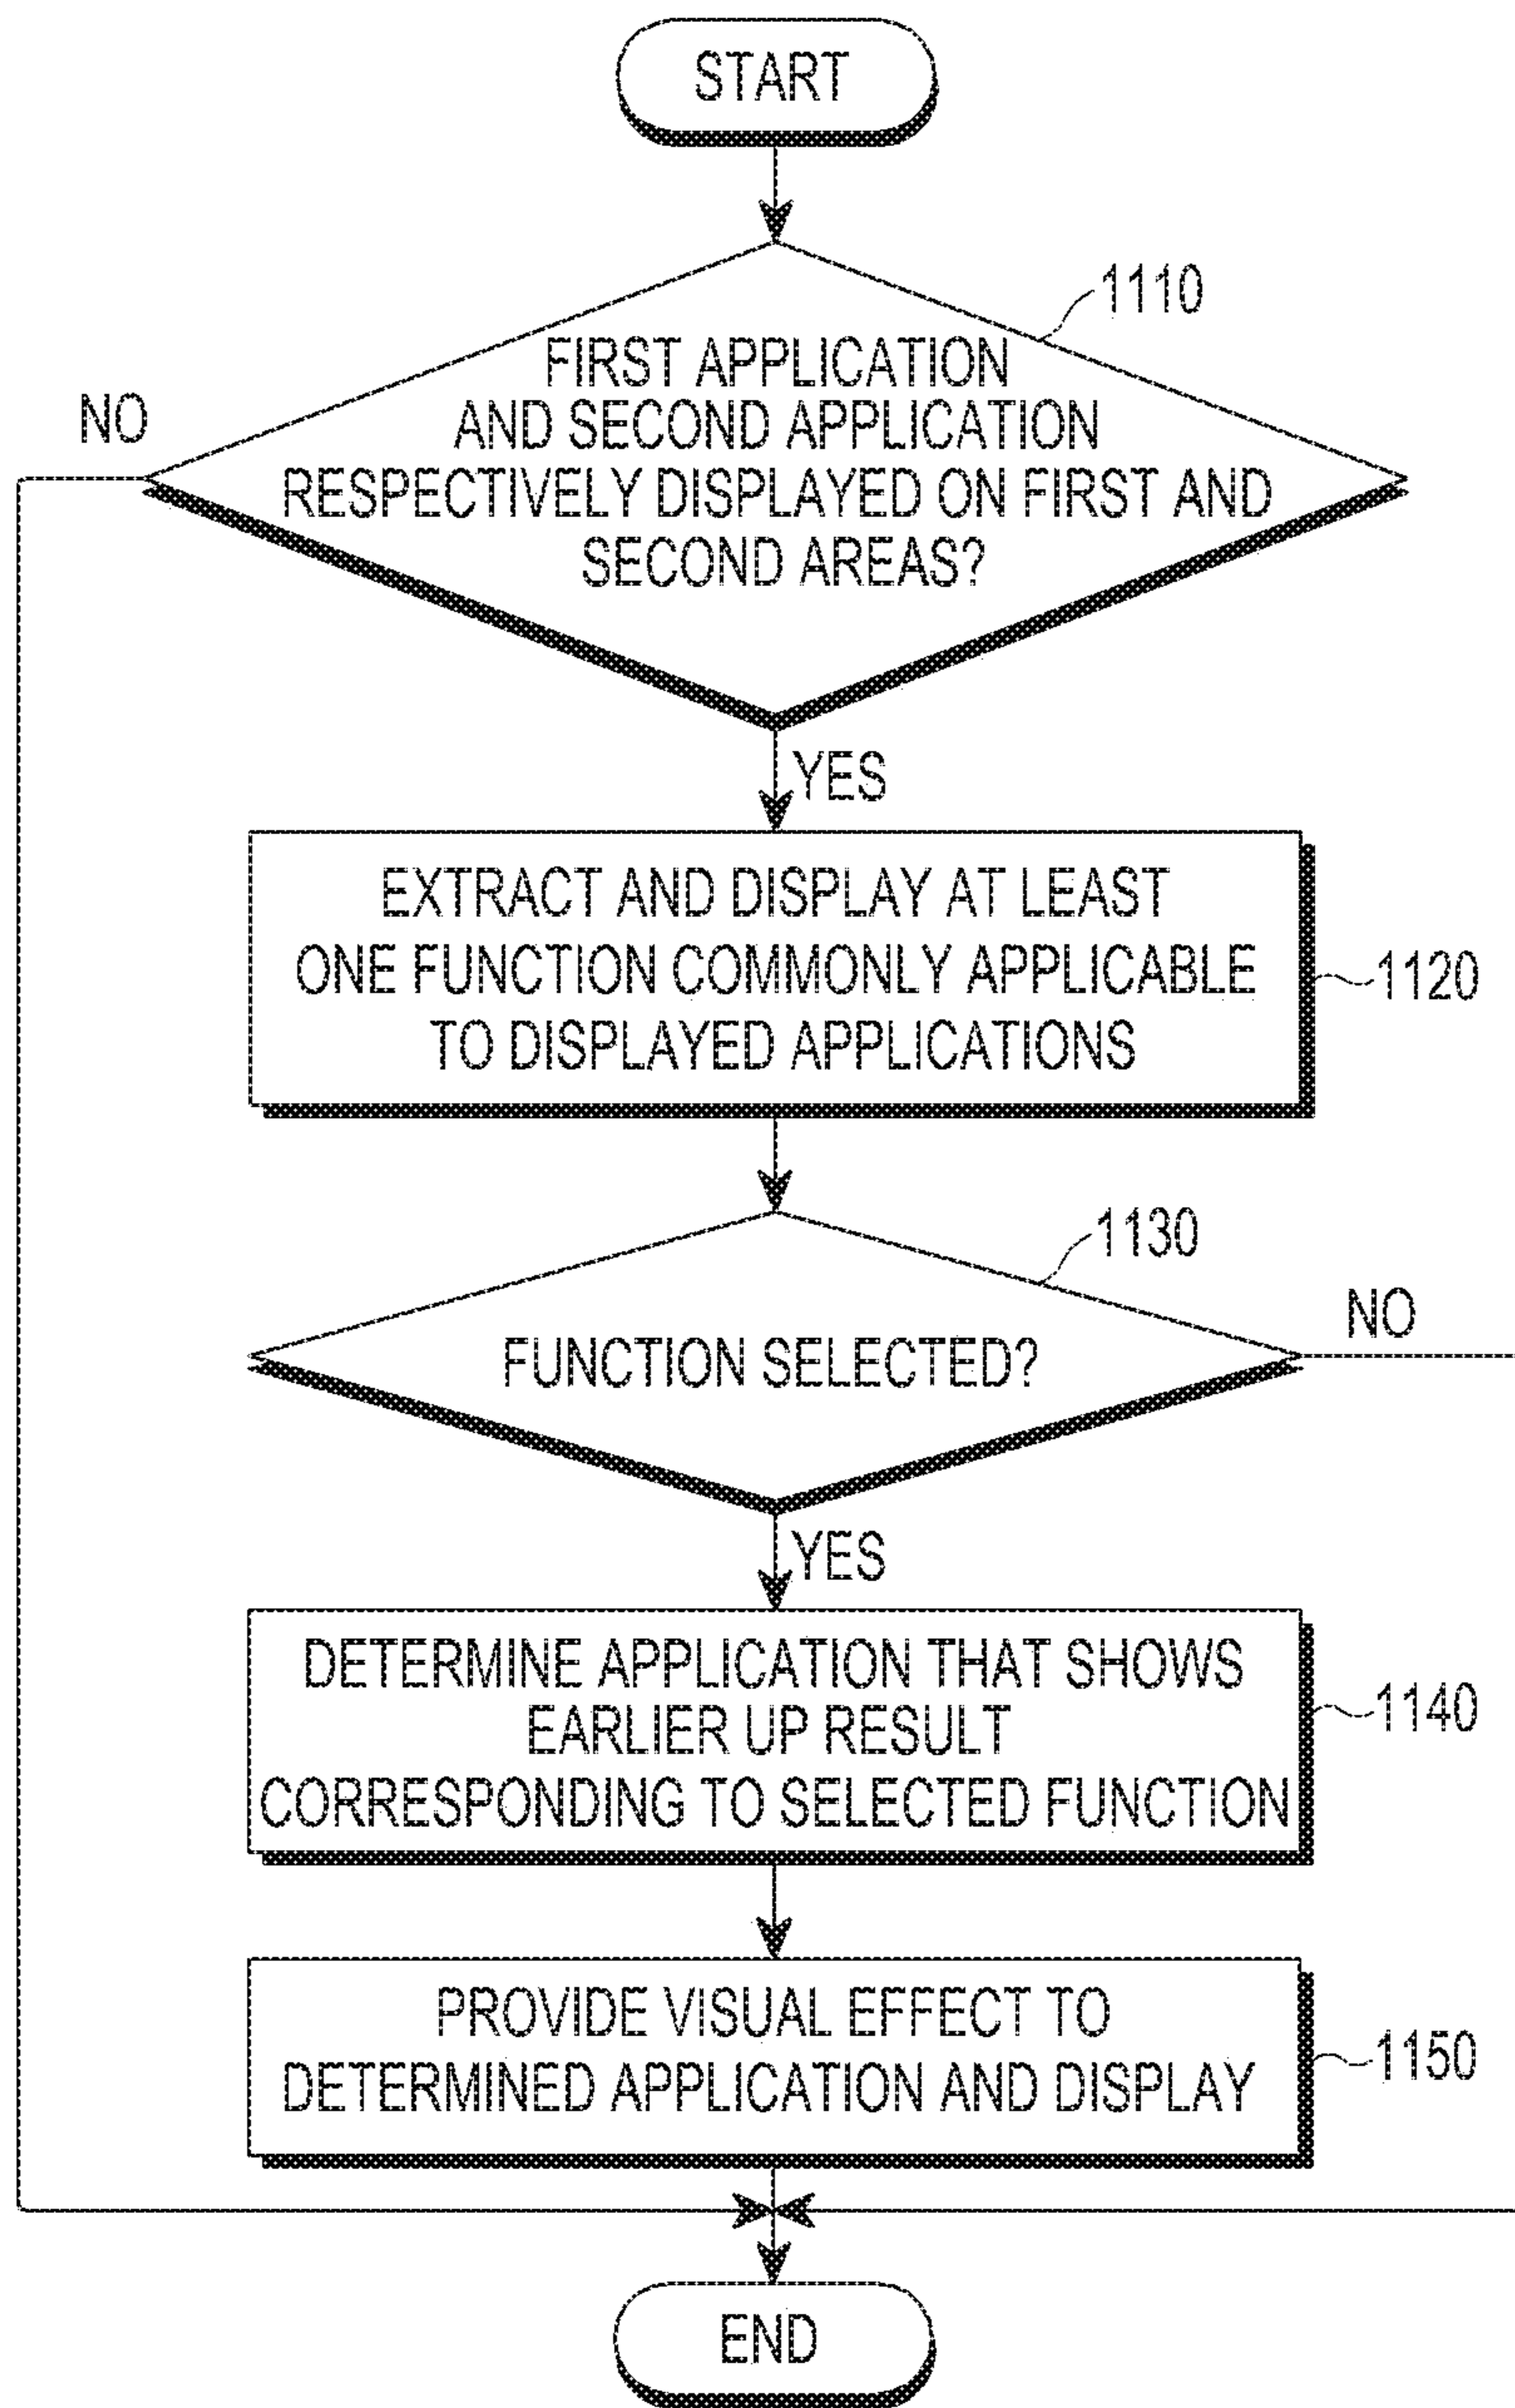 START
1110
FIRST APPLICATION
NO
AND SECOND APPLICATION
RESPECTIVELY DISPLAYED ON FIRST AND
SECOND AREAS?
YES
EXTRACT AND DISPLAY AT LEAST
ONE FUNCTION COMMONLY APPLICABLE
1120
TO DISPLAYED APPLICATIONS
1130
NO
FUNCTION SELECTED?
YES
DETERMINE APPLICATION THAT SHOWS
EARLIER UP RESULT
1140
CORRESPONDING TO SELECTED FUNCTION
PROVIDE VISUAL EFFECT TO
1150
DETERMINED APPLICATION AND DISPLAY
END